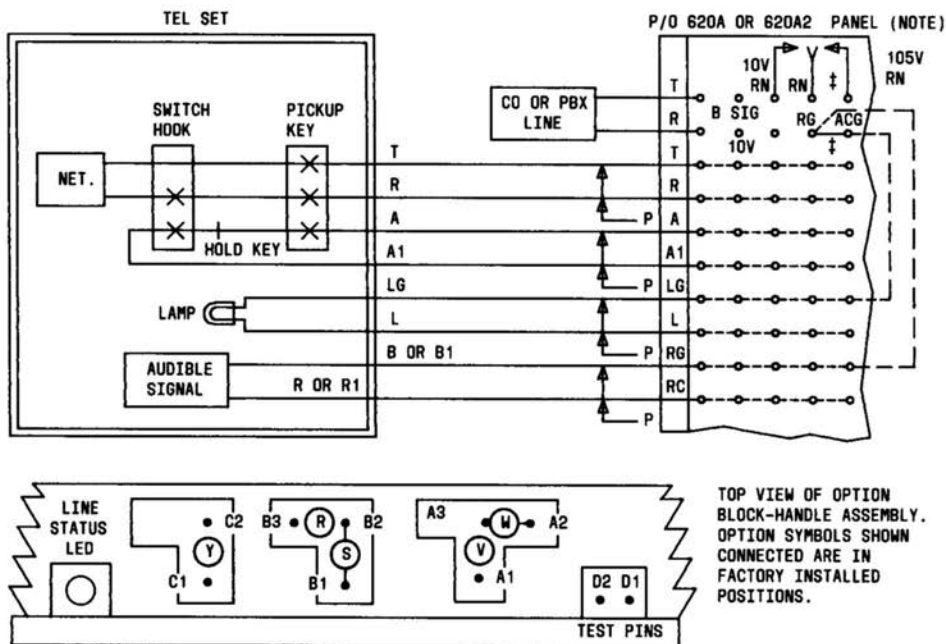 TEL SET
P/O 620A OR 620A2 PANEL (NOTE)
10V
RN
RN
‡
105V
RN
SWITCH
HOOK
PICKUP
KEY
CO OR PBX
LINE
T
R
B SIG
10V
RG
ACG
‡
NET.
T
T
R
R
A
P
A
HOLD KEY
A1
A1
LG
P
LG
LAMP
L
L
B OR B1
P
RG
AUDIBLE
SIGNAL
R OR R1
RC
P
LINE
STATUS
LED
C2
Y
C1
B3
R
B2
S
B1
A3
W
A2
V
A1
D2 D1
TEST PINS
TOP VIEW OF OPTION
BLOCK-HANDLE ASSEMBLY.
OPTION SYMBOLS SHOWN
CONNECTED ARE IN
FACTORY INSTALLED
POSITIONS.